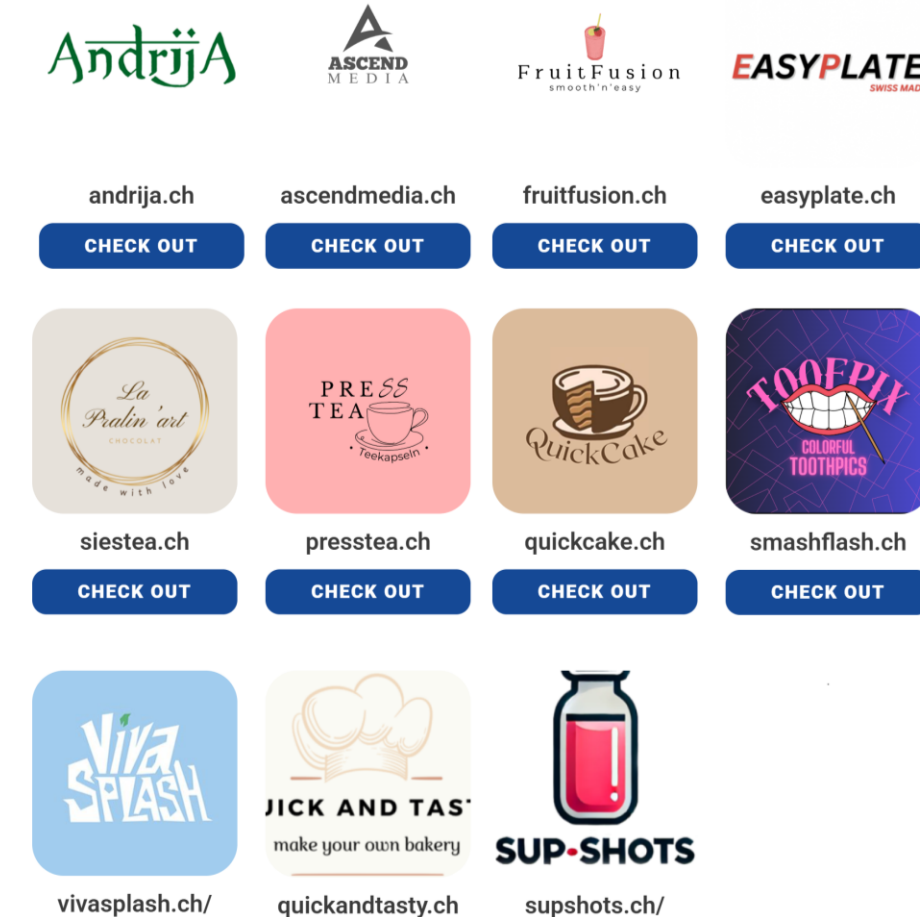 AndrijA
ASCEND
MEDIA
FruitFusion
smooth'n'easy
EASYPLATE
SWISS MAD
andrija.ch
ascendmedia.ch
fruitfusion.ch
easyplate.ch
CHECK OUT
CHECK OUT
CHECK OUT
CHECK OUT
La
Pralin'art
CHOCOLAT
made with love
PRESS
TEA
Teekapseln
QuickCake
TOOFPIX
COLORFUL
TOOTHPICS
siestea.ch
presstea.ch
quickcake.ch
smashflash.ch
CHECK OUT
CHECK OUT
CHECK OUT
CHECK OUT
Viva
SPLASH
UICK AND TAST
make your own bakery
SUP-SHOTS
vivasplash.ch/
quickandtasty.ch
supshots.ch/